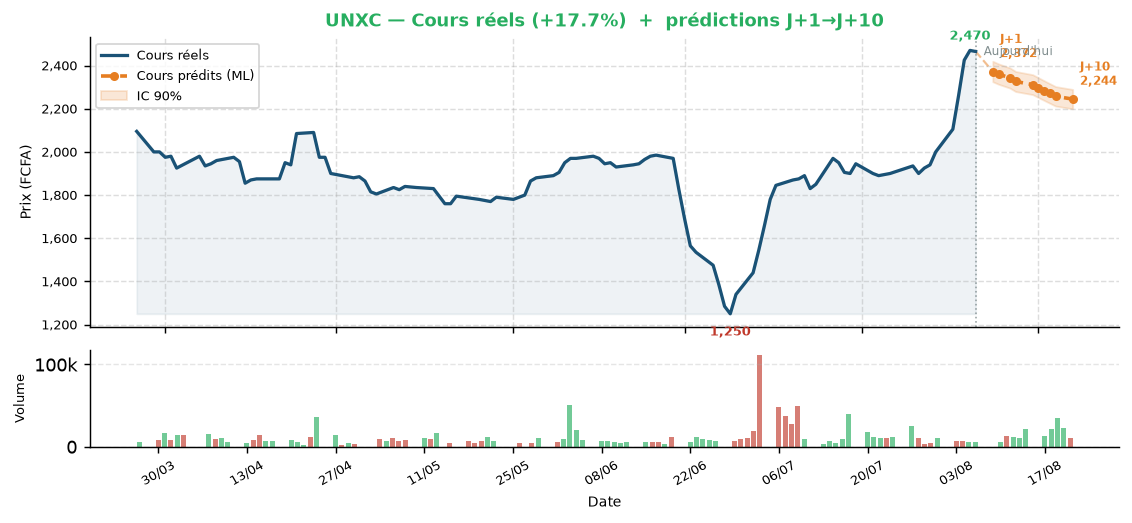 UNXC — Cours réels (+17.7%) + prédictions J+1→J+10
Cours réels
Cours prédits (ML)
IC 90%
2,470
J+1
2,372
Aujourd'hui
J+10
2,244
1,250
Prix (FCFA)
2,400
2,200
2,000
1,800
1,600
1,400
1,200
Volume
100k
0
30/03
13/04
27/04
11/05
25/05
08/06
22/06
06/07
20/07
03/08
17/08
Date